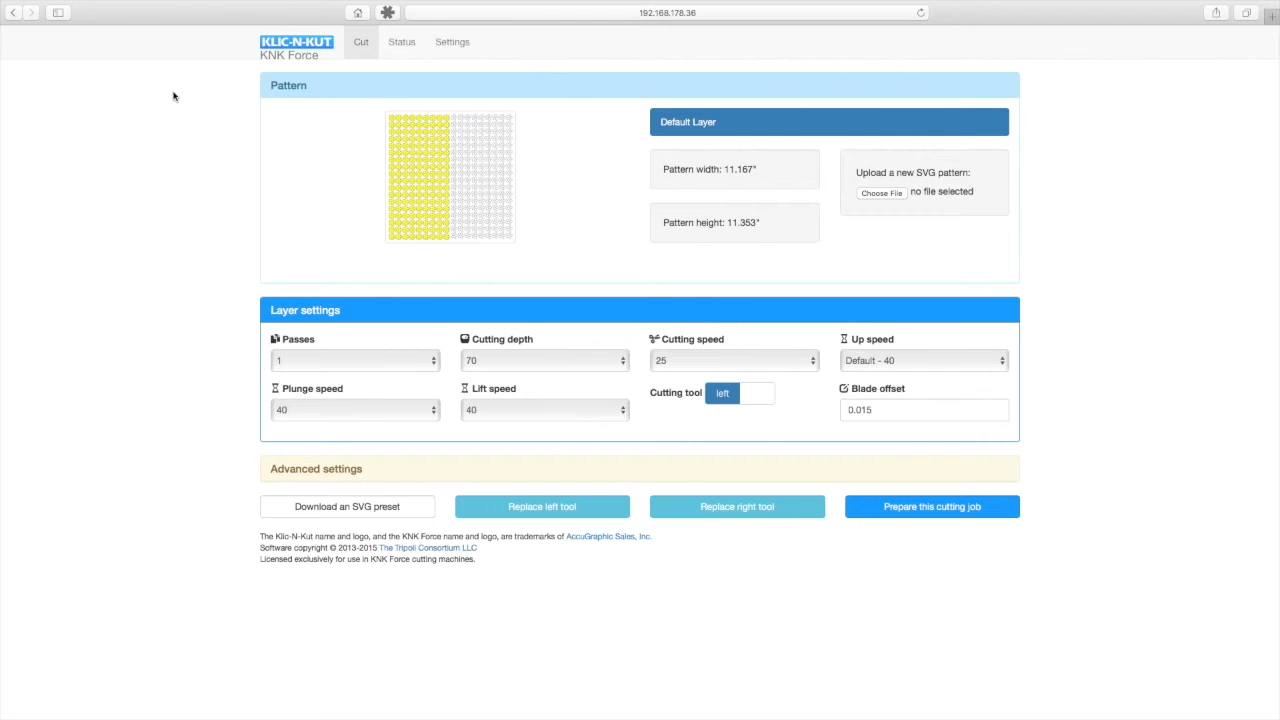 192.168.178.36
KLIC-N-KUT
KNK Force
Cut Status Settings
Pattern
Default Layer
Pattern width: 11.167"
Upload a new SVG pattern:
Choose File no file selected
Pattern height: 11.353"
Layer settings
Passes Cutting depth Cutting speed Up speed
1 70 25 Default - 40
Plunge speed Lift speed Cutting tool left Blade offset
40 40 0.015
Advanced settings
Download an SVG preset Replace left tool Replace right tool Prepare this cutting job
The Klic-N-Kut name and logo, and the KNK Force name and logo, are trademarks of AccuGraphic Sales, Inc.
Software copyright © 2013-2015 The Tripoli Consortium LLC
Licensed exclusively for use in KNK Force cutting machines.